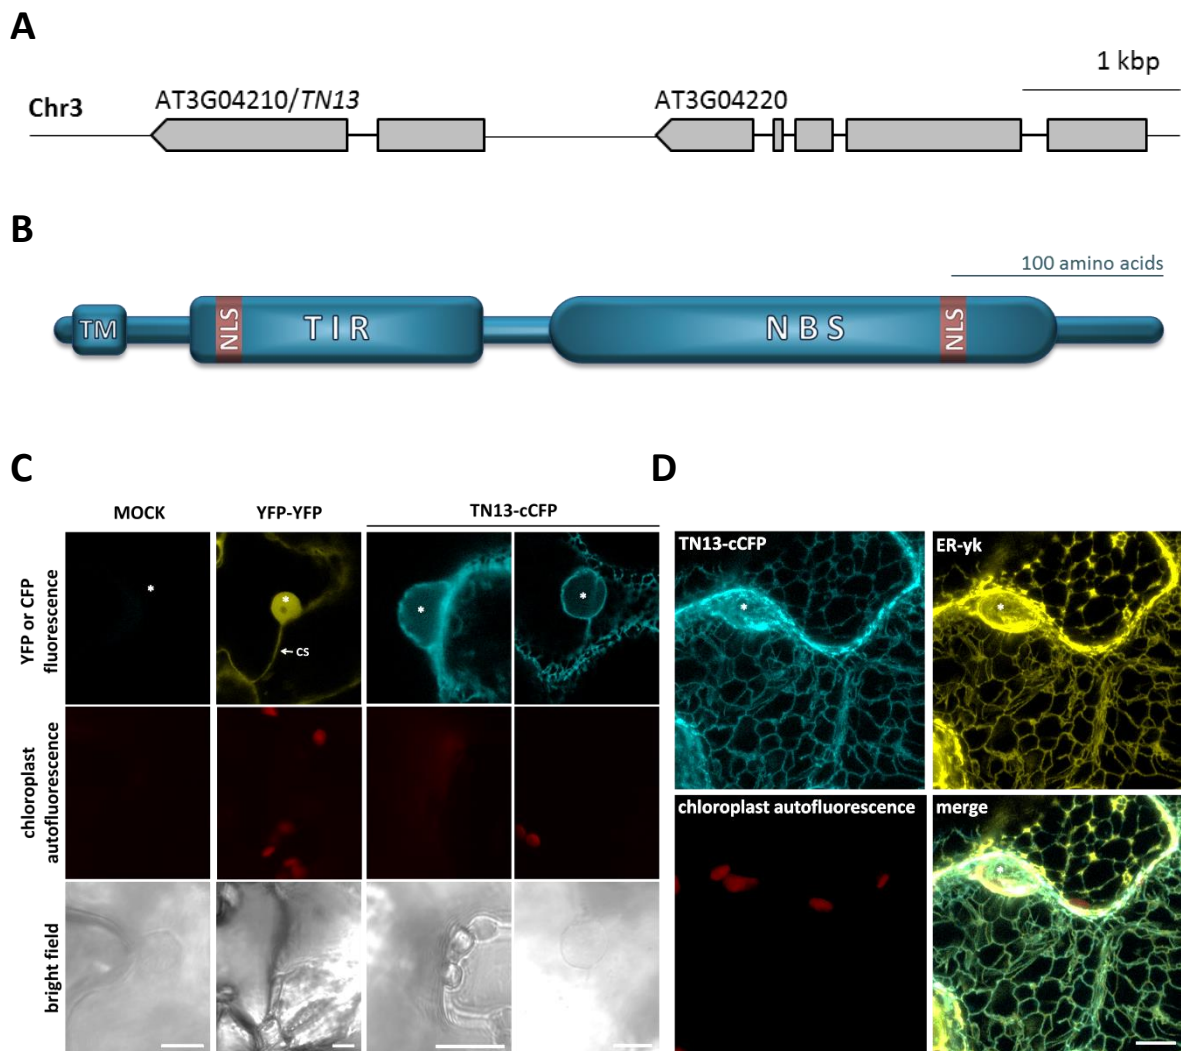 A
1 kbp
Chr3
AT3G04210/TN13
AT3G04220
B
100 amino acids
TM
NLS
TIR
NBS
NLS
C
MOCK
YFP-YFP
TN13-cCFP
YFP or CFP
fluorescence
*
*
cs
*
*
chloroplast
autofluorescence
bright field
D
TN13-cCFP
*
ER-yk
*
chloroplast autofluorescence
merge
*